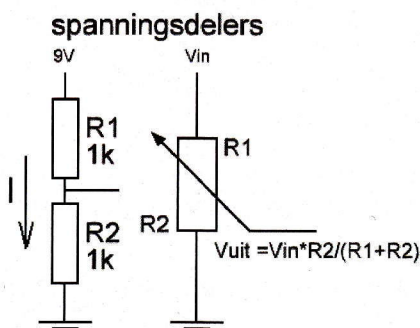 spanningsdelers
9V
Vin
R1
1k
R1
I
R2
1k
R2
Vuit =Vin*R2/(R1+R2)